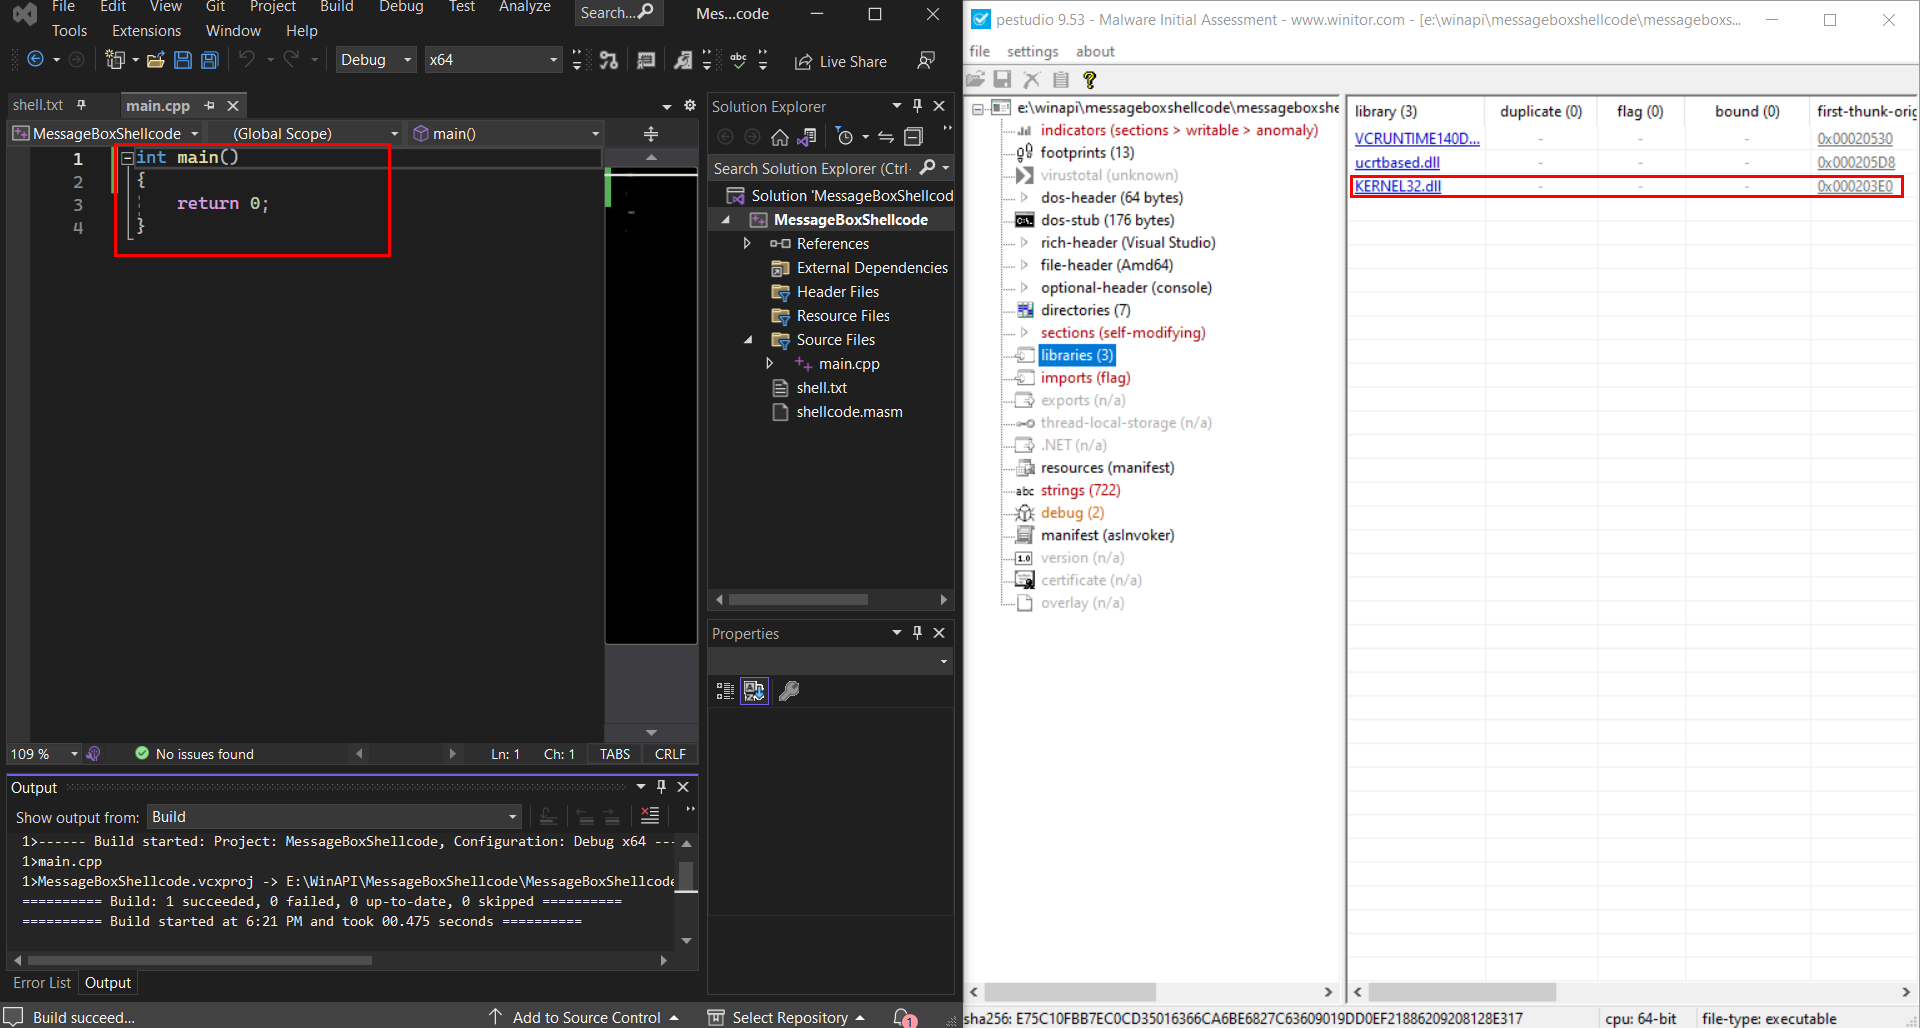 File Edit View Git Project Build Debug Test Analyze Search... Mes...code
Tools Extensions Window Help
Debug x64 Live Share
shell.txt main.cpp
MessageBoxShellcode (Global Scope) main()
1 int main()
2 {
3 return 0;
4 }
109 % No issues found Ln: 1 Ch: 1 TABS CRLF
Output
Show output from: Build
1>------ Build started: Project: MessageBoxShellcode, Configuration: Debug x64 ---
1>main.cpp
1>MessageBoxShellcode.vcxproj -> E:\WinAPI\MessageBoxShellcode\MessageBoxShellcode
========== Build: 1 succeeded, 0 failed, 0 up-to-date, 0 skipped ==========
========== Build started at 6:21 PM and took 00.475 seconds ==========
Error List Output
Build succeed... Add to Source Control Select Repository 1
Solution Explorer
Search Solution Explorer (Ctrl
Solution 'MessageBoxShellcod
MessageBoxShellcode
References
External Dependencies
Header Files
Resource Files
Source Files
main.cpp
shell.txt
shellcode.masm
Properties
pestudio 9.53 - Malware Initial Assessment - www.winitor.com - [e:\winapi\messageboxshellcode\messageboxs...
file settings about
e:\winapi\messageboxshellcode\messageboxshe
indicators (sections > writable > anomaly)
footprints (13)
virustotal (unknown)
dos-header (64 bytes)
dos-stub (176 bytes)
rich-header (Visual Studio)
file-header (Amd64)
optional-header (console)
directories (7)
sections (self-modifying)
libraries (3)
imports (flag)
exports (n/a)
thread-local-storage (n/a)
.NET (n/a)
resources (manifest)
abc strings (722)
debug (2)
manifest (asInvoker)
1.0 version (n/a)
certificate (n/a)
overlay (n/a)
library (3) duplicate (0) flag (0) bound (0) first-thunk-orig
VCRUNTIME140D... - - - 0x00020530
ucrtbased.dll - - - 0x000205D8
KERNEL32.dll - - - 0x000203E0
sha256: E75C10FBB7EC0CD35016366CA6BE6827C63609019DD0EF21886209208128E317 cpu: 64-bit file-type: executable